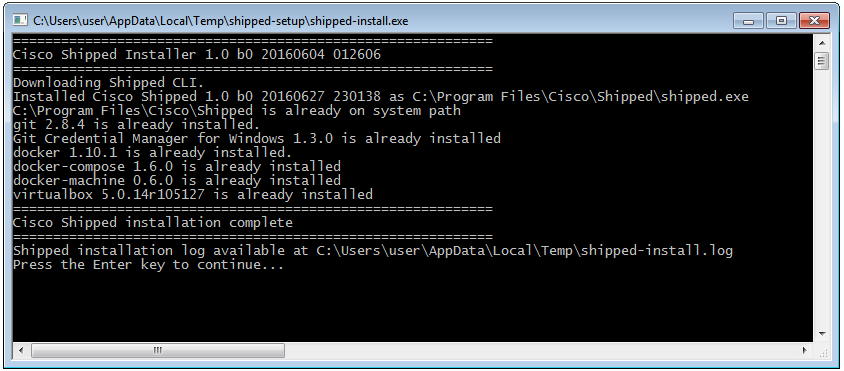 C:\Users\user\AppData\Local\Temp\shipped-setup\shipped-install.exe
============================================================
Cisco Shipped Installer 1.0 b0 20160604 012606
============================================================
Downloading Shipped CLI.
Installed Cisco Shipped 1.0 b0 20160627 230138 as C:\Program Files\Cisco\Shipped\shipped.exe
C:\Program Files\Cisco\Shipped is already on system path
git 2.8.4 is already installed.
Git Credential Manager for Windows 1.3.0 is already installed
docker 1.10.1 is already installed.
docker-compose 1.6.0 is already installed
docker-machine 0.6.0 is already installed
virtualbox 5.0.14r105127 is already installed
============================================================
Cisco Shipped installation complete
============================================================
Shipped installation log available at C:\Users\user\AppData\Local\Temp\shipped-install.log
Press the Enter key to continue...